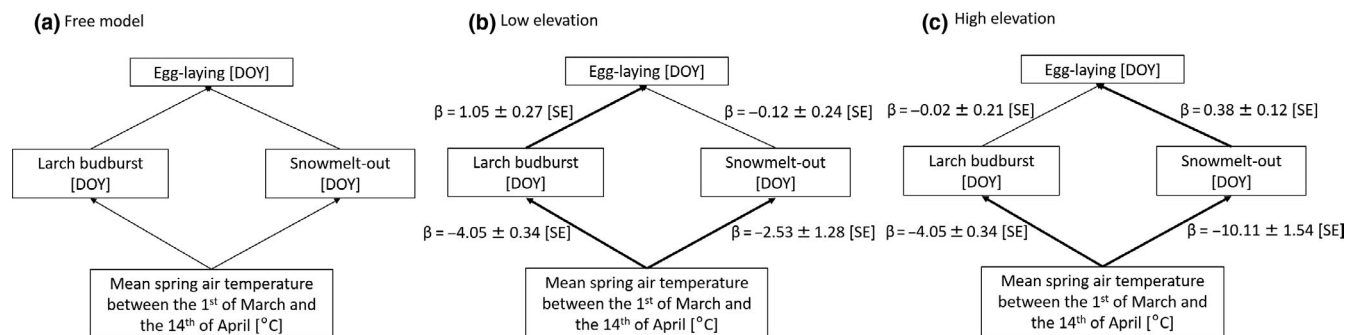 (a) Free model
Egg-laying [DOY]
Larch budburst
[DOY]
Snowmelt-out
[DOY]
Mean spring air temperature
between the 1st of March and
the 14th of April [°C]
(b) Low elevation
Egg-laying [DOY]
β = 1.05 ± 0.27 [SE]
β = −0.12 ± 0.24 [SE]
Larch budburst
[DOY]
Snowmelt-out
[DOY]
β = −4.05 ± 0.34 [SE]
β = −2.53 ± 1.28 [SE]
Mean spring air temperature
between the 1st of March and
the 14th of April [°C]
(c) High elevation
Egg-laying [DOY]
β = −0.02 ± 0.21 [SE]
β = 0.38 ± 0.12 [SE]
Larch budburst
[DOY]
Snowmelt-out
[DOY]
β = −4.05 ± 0.34 [SE]
β = −10.11 ± 1.54 [SE]
Mean spring air temperature
between the 1st of March and
the 14th of April [°C]